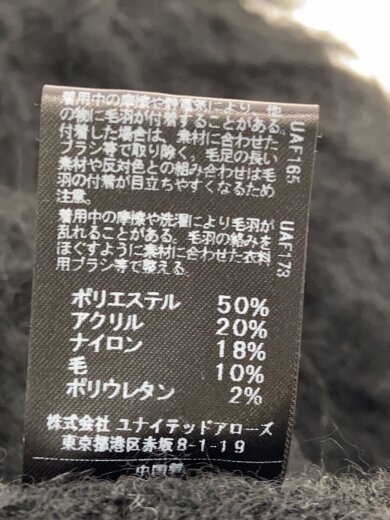 着用中の摩擦や静電気により、他
の物に毛羽が付着することがある。
付着した場合は、素材に合わせた
ブラシ等で取り除く。毛足の長い
素材や反対色との組み合わせは毛
羽の付着が目立ちやすくなるため
注意。
UAF165
着用中の摩擦や洗濯により毛羽が
乱れることがある。毛羽の絡みを
ほぐすように素材に合わせた衣料
用ブラシ等で整える。
UAF173
ポリエステル 50%
アクリル 20%
ナイロン 18%
毛 10%
ポリウレタン 2%
株式会社 ユナイテッドアローズ
東京都港区赤坂8-1-19
中国製